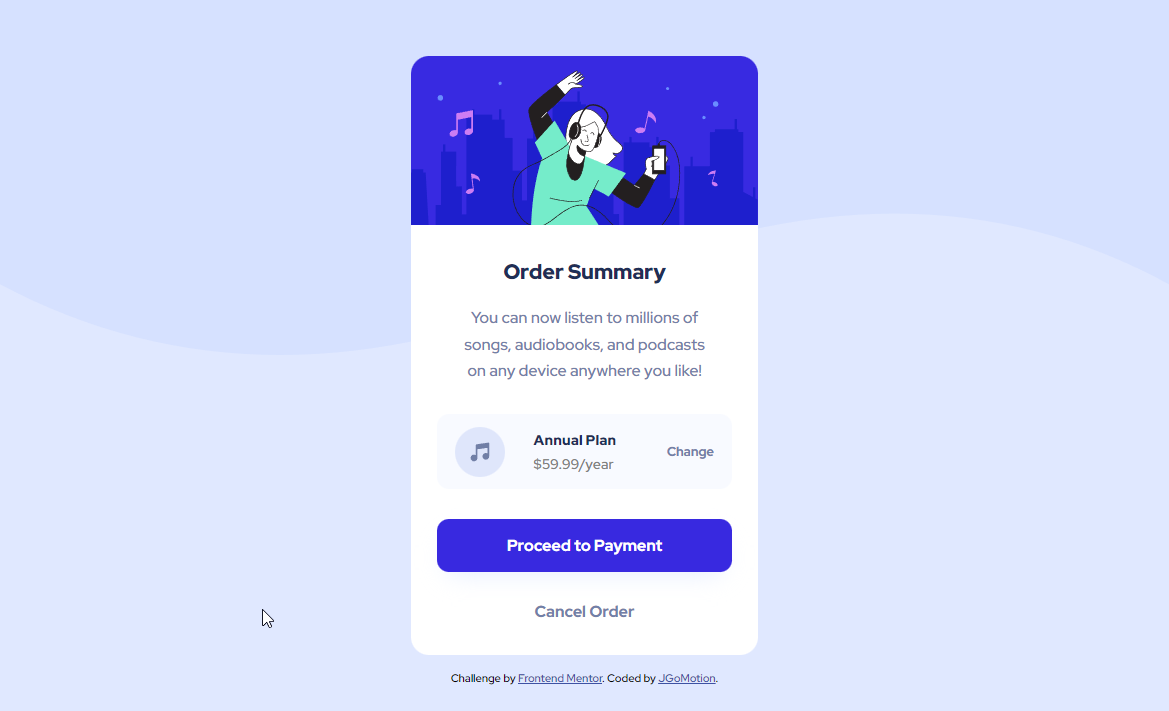 Order Summary
You can now listen to millions of
songs, audiobooks, and podcasts
on any device anywhere you like!
Annual Plan
$59.99/year
Change
Proceed to Payment
Cancel Order
Challenge by Frontend Mentor. Coded by JGoMotion.